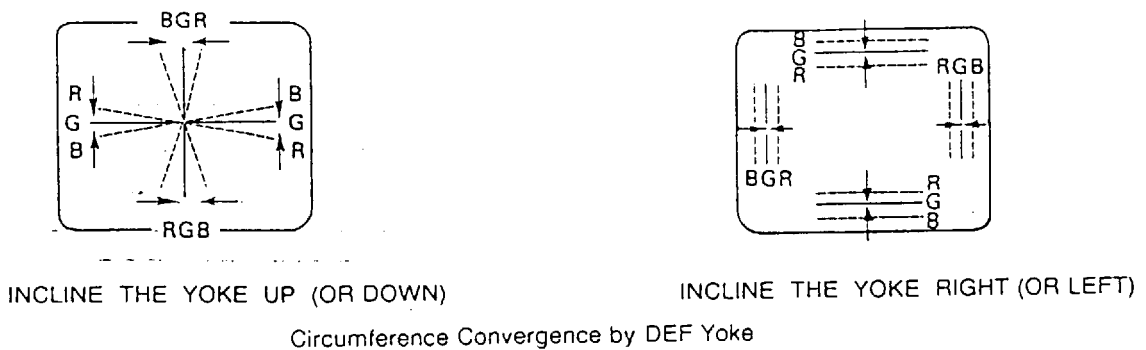 BGR
R
G
B
B
G
R
RGB
INCLINE THE YOKE UP (OR DOWN)
B
G
R
RGB
BGR
R
G
B
INCLINE THE YOKE RIGHT (OR LEFT)
Circumference Convergence by DEF Yoke